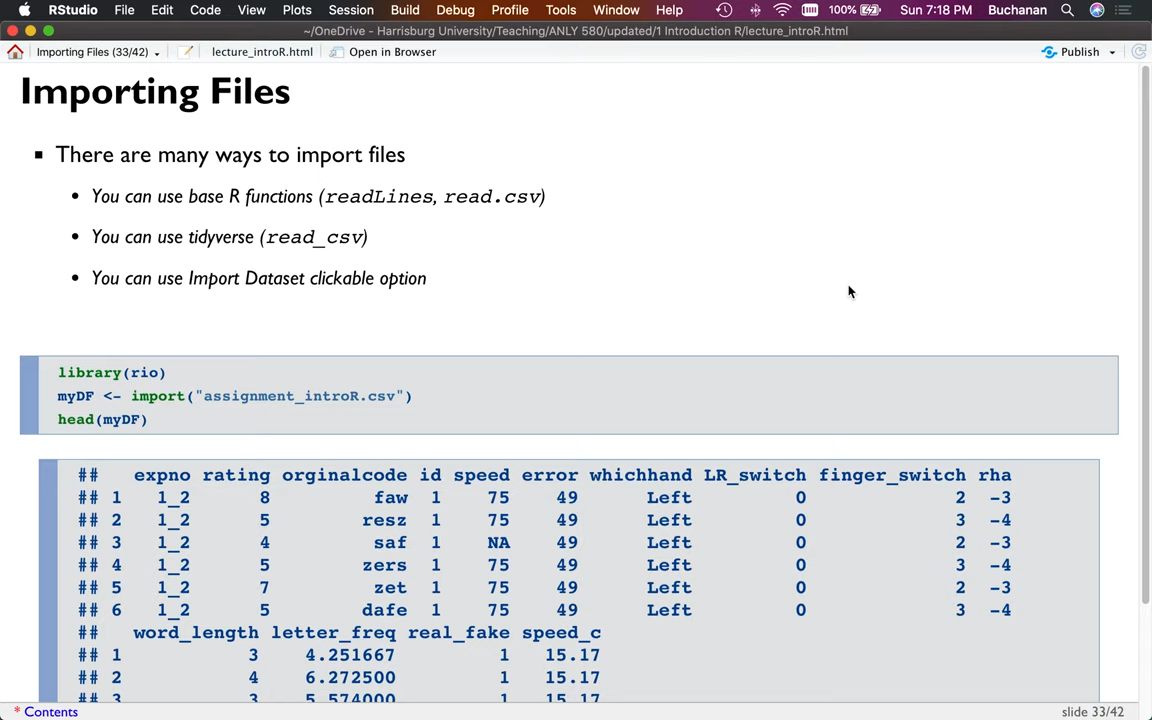 RStudio File Edit Code View Plots Session Build Debug Profile Tools Window Help 100% Sun 7:18 PM Buchanan
~/OneDrive - Harrisburg University/Teaching/ANLY 580/updated/1 Introduction R/lecture_introR.html
Importing Files (33/42) lecture_introR.html Open in Browser Publish
Importing Files
There are many ways to import files
You can use base R functions (readLines, read.csv)
You can use tidyverse (read_csv)
You can use Import Dataset clickable option
library(rio)
myDF <- import("assignment_introR.csv")
head(myDF)
## expno rating orginalcode id speed error whichhand LR_switch finger_switch rha
## 1 1_2 8 faw 1 75 49 Left 0 2 -3
## 2 1_2 5 resz 1 75 49 Left 0 3 -4
## 3 1_2 4 saf 1 NA 49 Left 0 2 -3
## 4 1_2 5 zers 1 75 49 Left 0 3 -4
## 5 1_2 7 zet 1 75 49 Left 0 2 -3
## 6 1_2 5 dafe 1 75 49 Left 0 3 -4
## word_length letter_freq real_fake speed_c
## 1 3 4.251667 1 15.17
## 2 4 6.272500 1 15.17
## 3 3 5.574000 1 15.17
* Contents slide 33/42